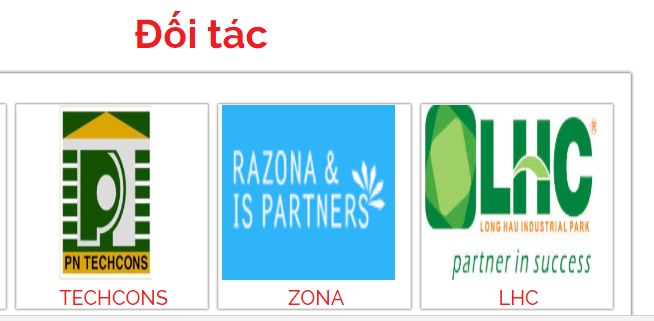 Đối tác
PN TECHCONS
TECHCONS
RAZONA &
IS PARTNERS
ZONA
LHC®
LONG HAU INDUSTRIAL PARK
partner in success
LHC